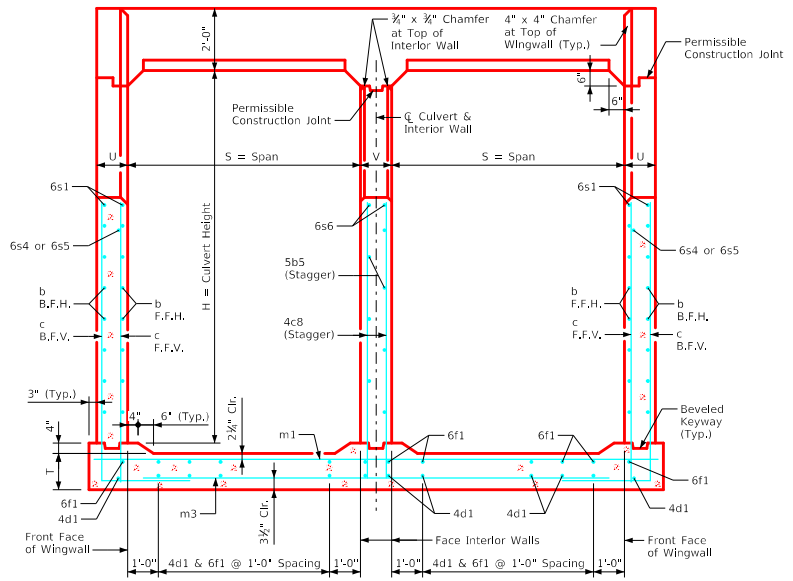 2'-0"
¾" x ¾" Chamfer
at Top of
Interior Wall
4" x 4" Chamfer
at Top of
Wingwall (Typ.)
Permissible
Construction Joint
6"
6"
Permissible
Construction Joint
℄ Culvert &
Interior Wall
U
S = Span
V
S = Span
U
6s1
6s4 or 6s5
H = Culvert Height
6s6
5b5
(Stagger)
4c8
(Stagger)
6s1
6s4 or 6s5
b
B.F.H.
b
F.F.H.
c
B.F.V.
c
F.F.V.
b
F.F.H.
b
B.F.H.
c
F.F.V.
c
B.F.V.
3" (Typ.)
4"
6" (Typ.)
2¼" Clr.
4"
T
m1
6f1
6f1
Beveled
Keyway
(Typ.)
6f1
4d1
m3
3½" Clr.
4d1
4d1
6f1
4d1
Front Face
of Wingwall
Face Interior Walls
Front Face
of Wingwall
1'-0"
4d1 & 6f1 @ 1'-0" Spacing
1'-0"
1'-0"
4d1 & 6f1 @ 1'-0" Spacing
1'-0"